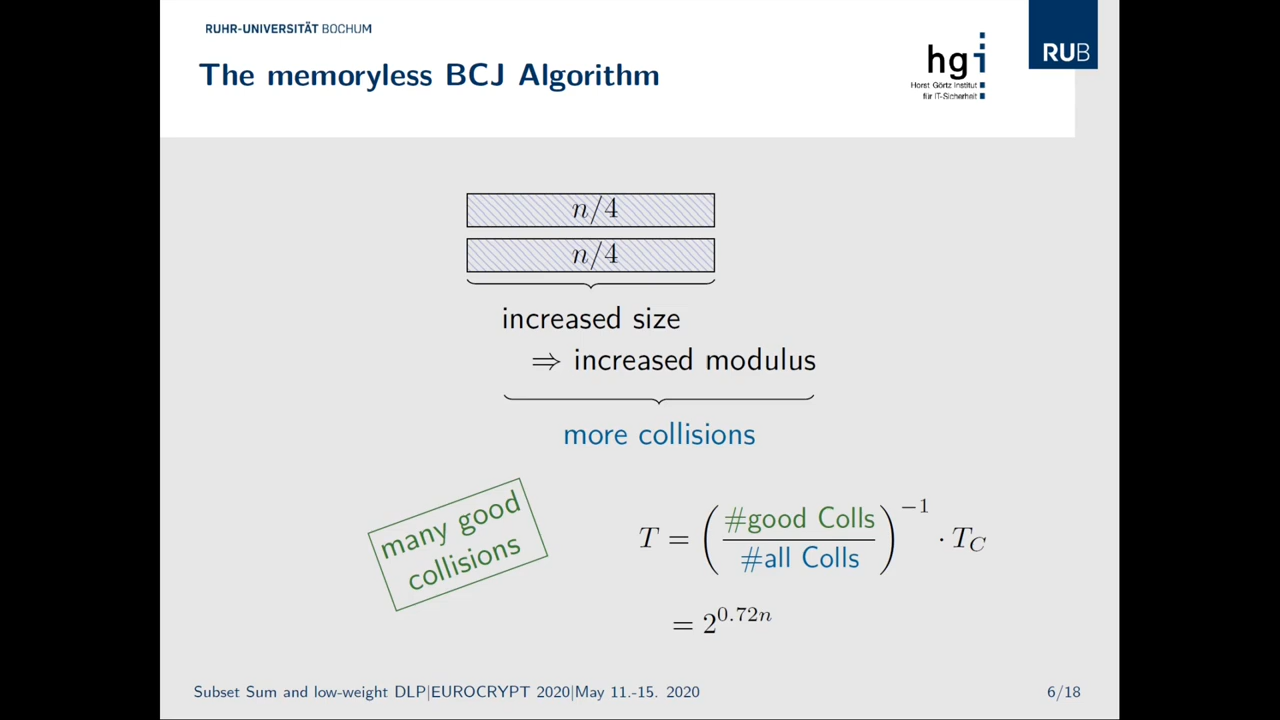 RUHR-UNIVERSITÄT BOCHUM
The memoryless BCJ Algorithm
hgi
Horst Görtz Institut
für IT-Sicherheit
RUB
n/4
n/4
increased size
⇒ increased modulus
more collisions
many good
collisions
T = (#good Colls / #all Colls)^{-1} · T_C
= 2^{0.72n}
Subset Sum and low-weight DLP|EUROCRYPT 2020|May 11.-15. 2020
6/18